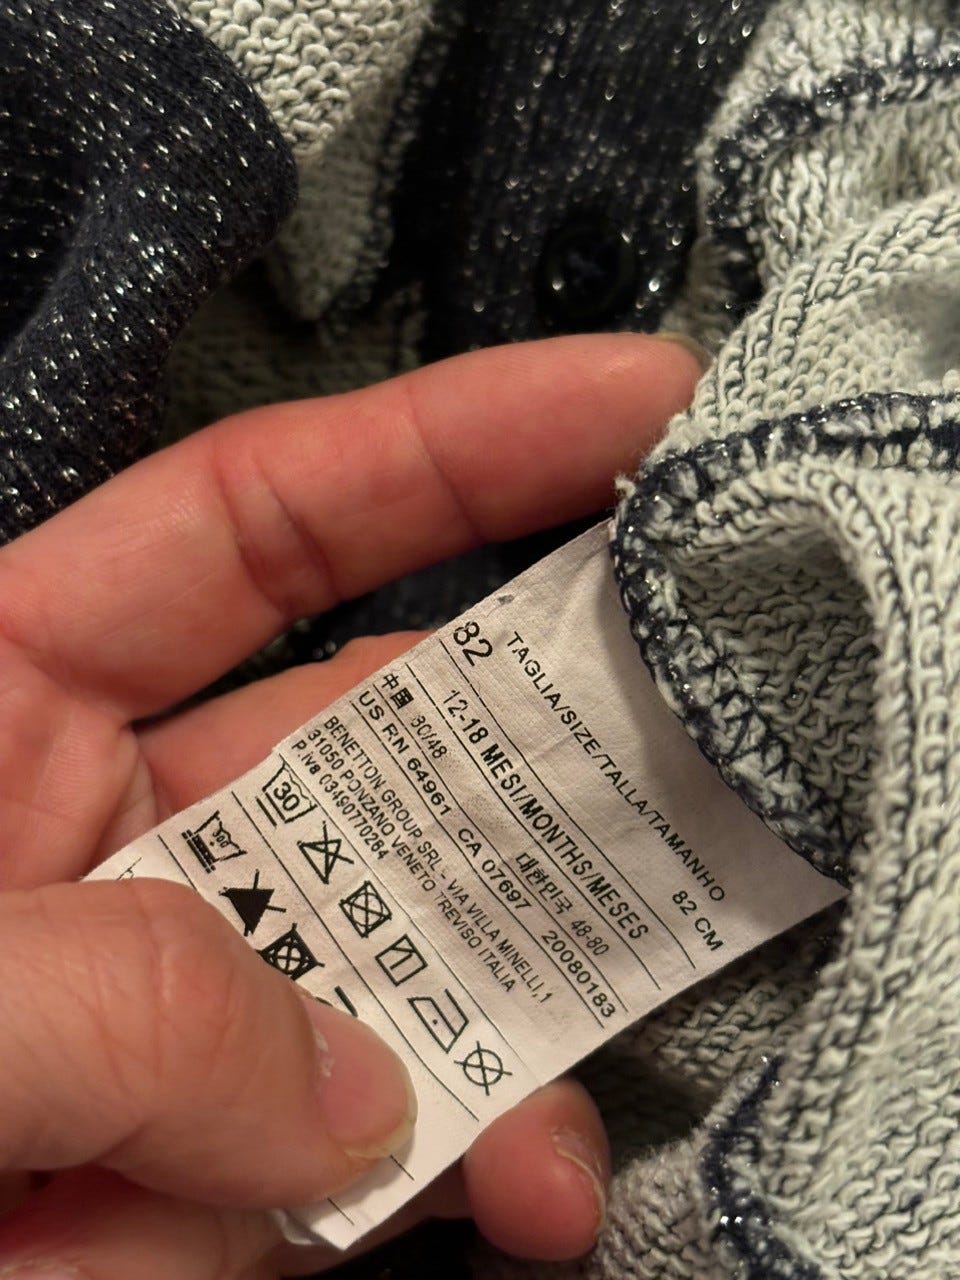 TAGLIA/SIZE/TALLA/TAMANHO
82 82 CM
12-18 MESI/MONTHS/MESES
中国 80/48 대한민국 48-80
US RN 64961 CA 07697 20080183
BENETTON GROUP SRL - VIA VILLA MINELLI,1
31050 PONZANO VENETO TREVISO ITALIA
P.iva 03490770264
30
30°